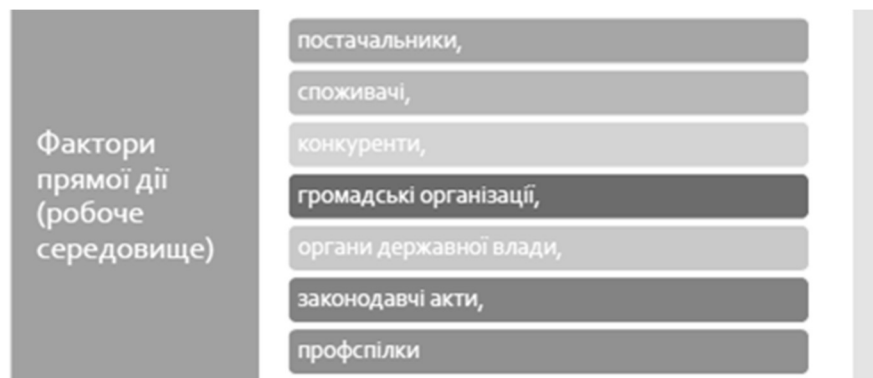 Фактори
прямої дії
(робоче
середовище)
постачальники,
споживачі,
конкуренти,
громадські організації,
органи державної влади,
законодавчі акти,
профспілки